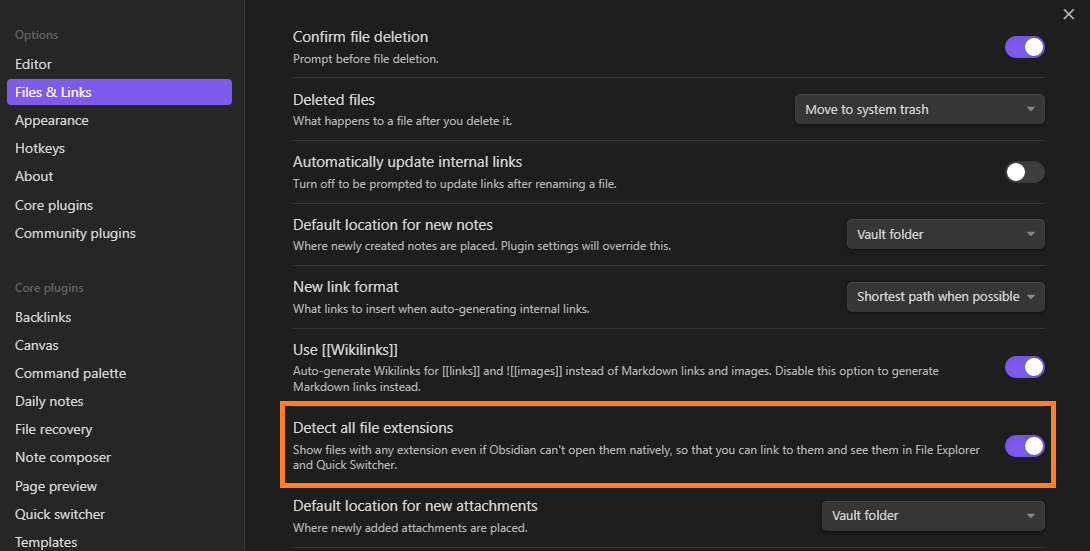 Options
Editor
Files & Links
Appearance
Hotkeys
About
Core plugins
Community plugins
Core plugins
Backlinks
Canvas
Command palette
Daily notes
File recovery
Note composer
Page preview
Quick switcher
Templates
Confirm file deletion
Prompt before file deletion.
Deleted files
What happens to a file after you delete it.
Move to system trash
Automatically update internal links
Turn off to be prompted to update links after renaming a file.
Default location for new notes
Where newly created notes are placed. Plugin settings will override this.
Vault folder
New link format
What links to insert when auto-generating internal links.
Shortest path when possible
Use [[Wikilinks]]
Auto-generate Wikilinks for [[links]] and ![[images]] instead of Markdown links and images. Disable this option to generate
Markdown links instead.
Detect all file extensions
Show files with any extension even if Obsidian can't open them natively, so that you can link to them and see them in File Explorer
and Quick Switcher.
Default location for new attachments
Where newly added attachments are placed.
Vault folder